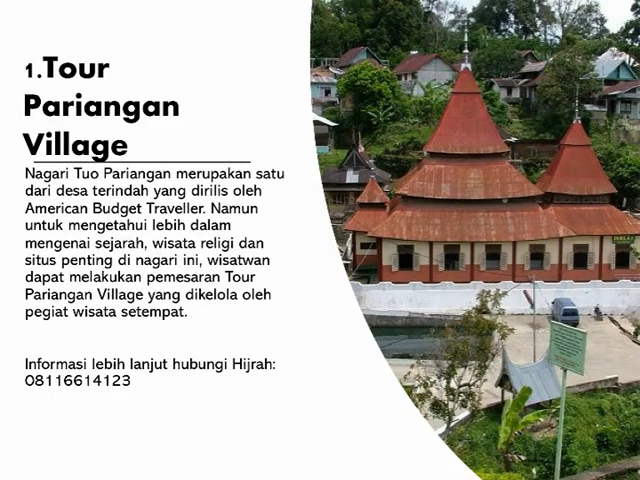 1.Tour
Pariangan
Village
Nagari Tuo Pariangan merupakan satu
dari desa terindah yang dirilis oleh
American Budget Traveller. Namun
untuk mengetahui lebih dalam
mengenai sejarah, wisata religi dan
situs penting di nagari ini, wisatwan
dapat melakukan pemesaran Tour
Pariangan Village yang dikelola oleh
pegiat wisata setempat.
Informasi lebih lanjut hubungi Hijrah:
08116614123